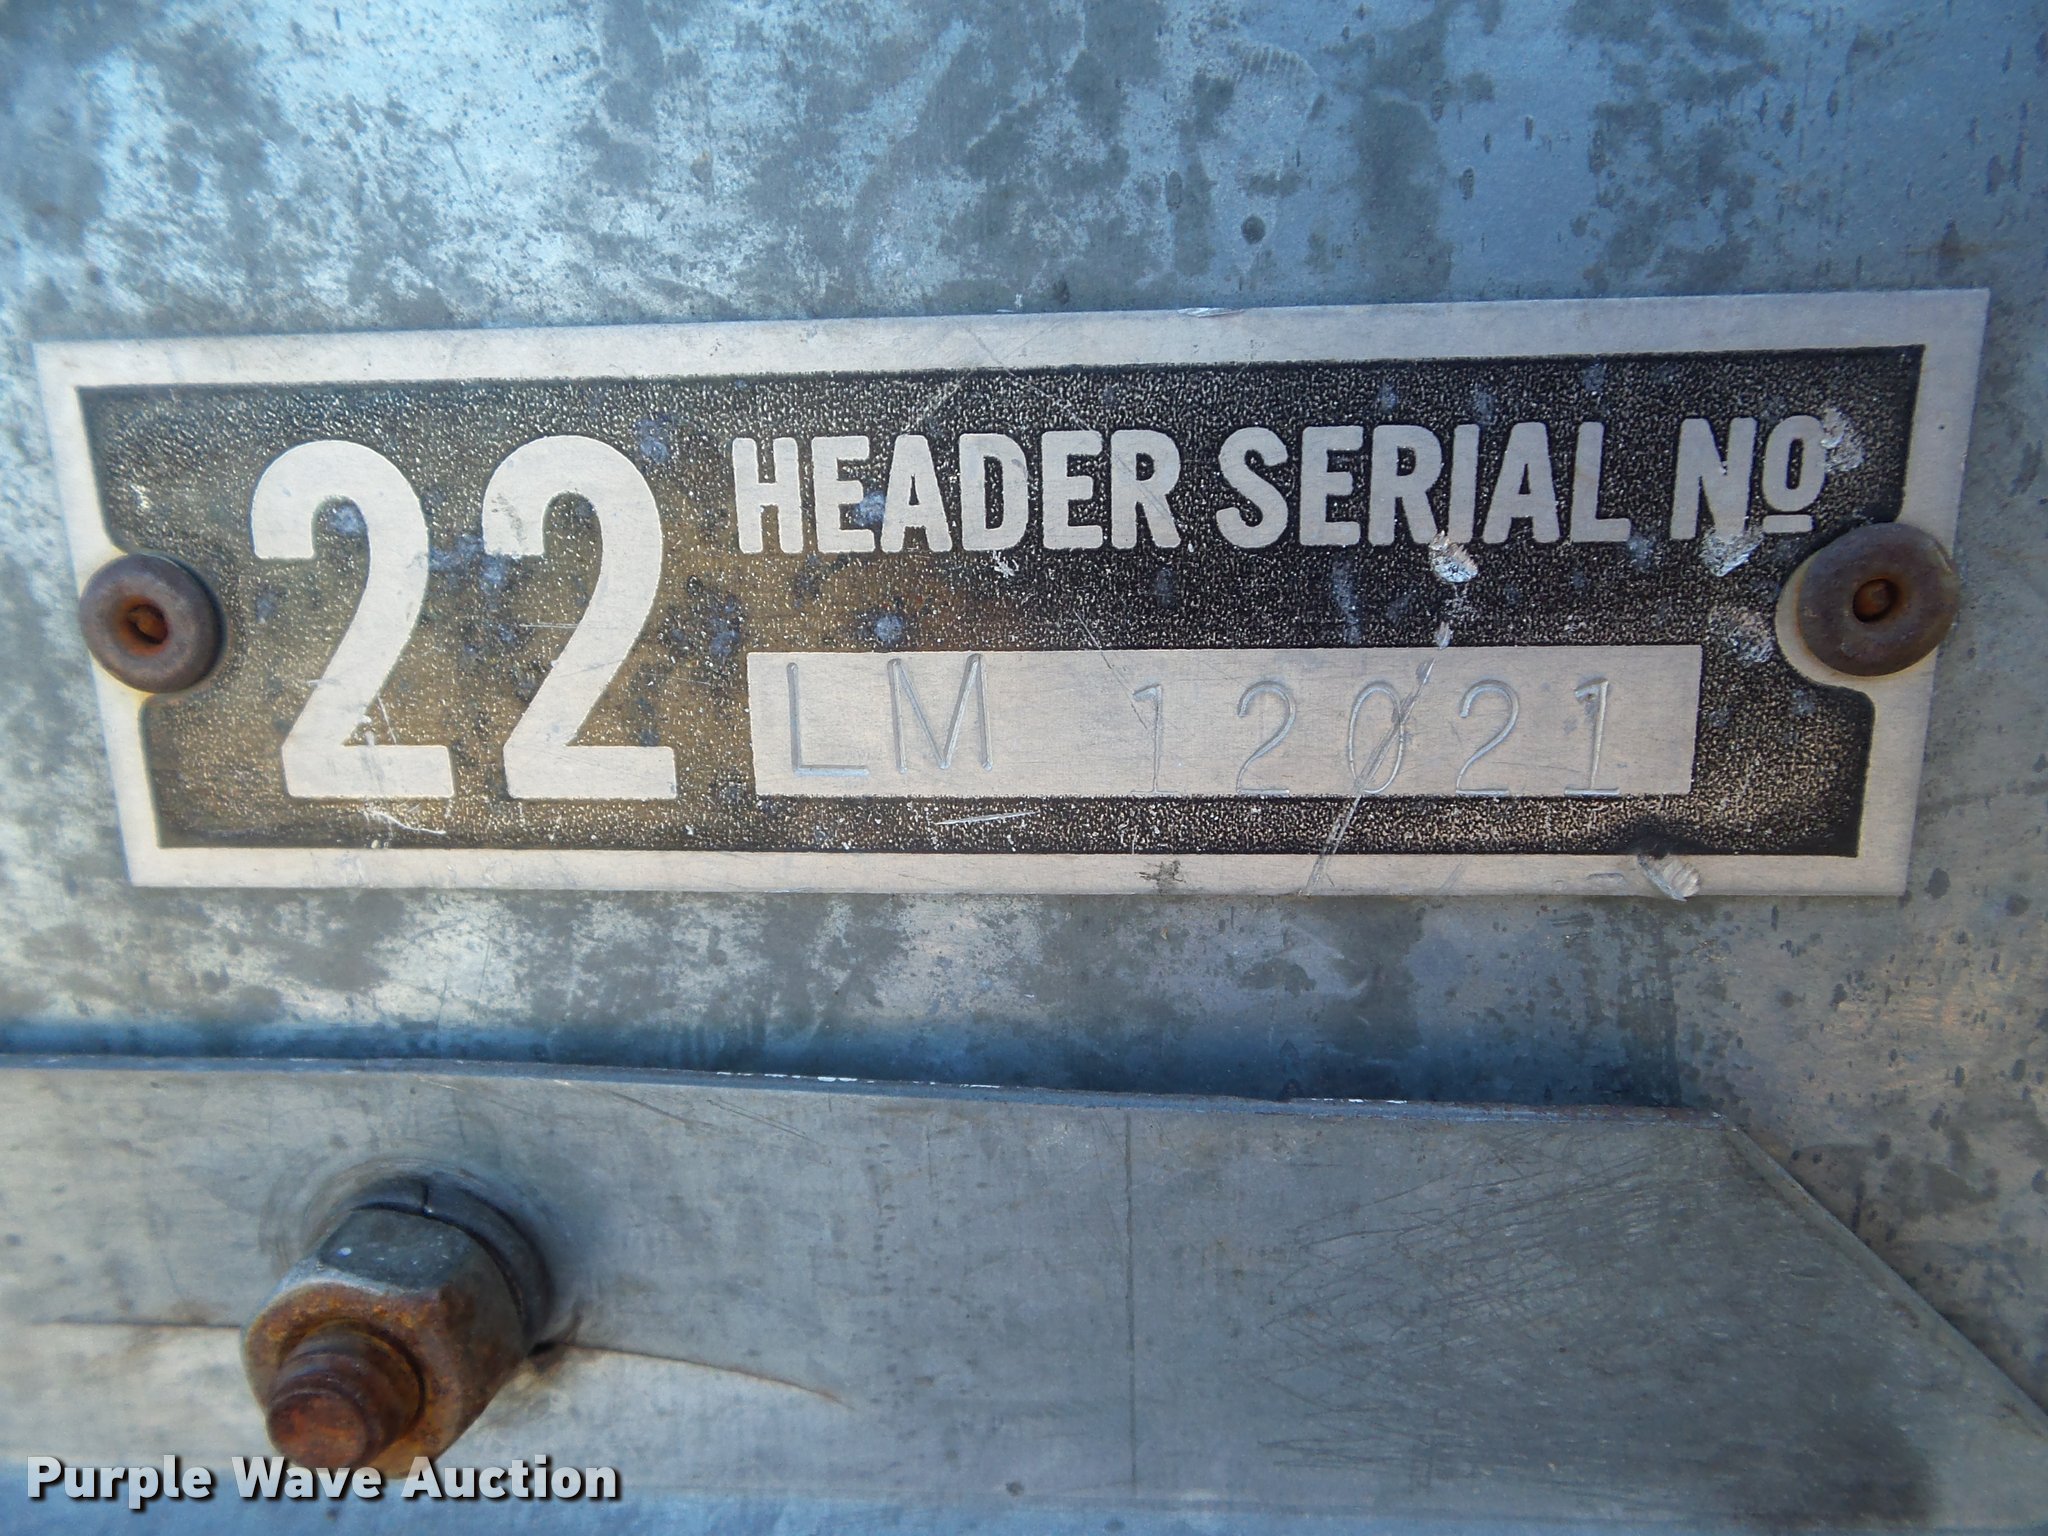 22 HEADER SERIAL Nº
LM 12021
Purple Wave Auction